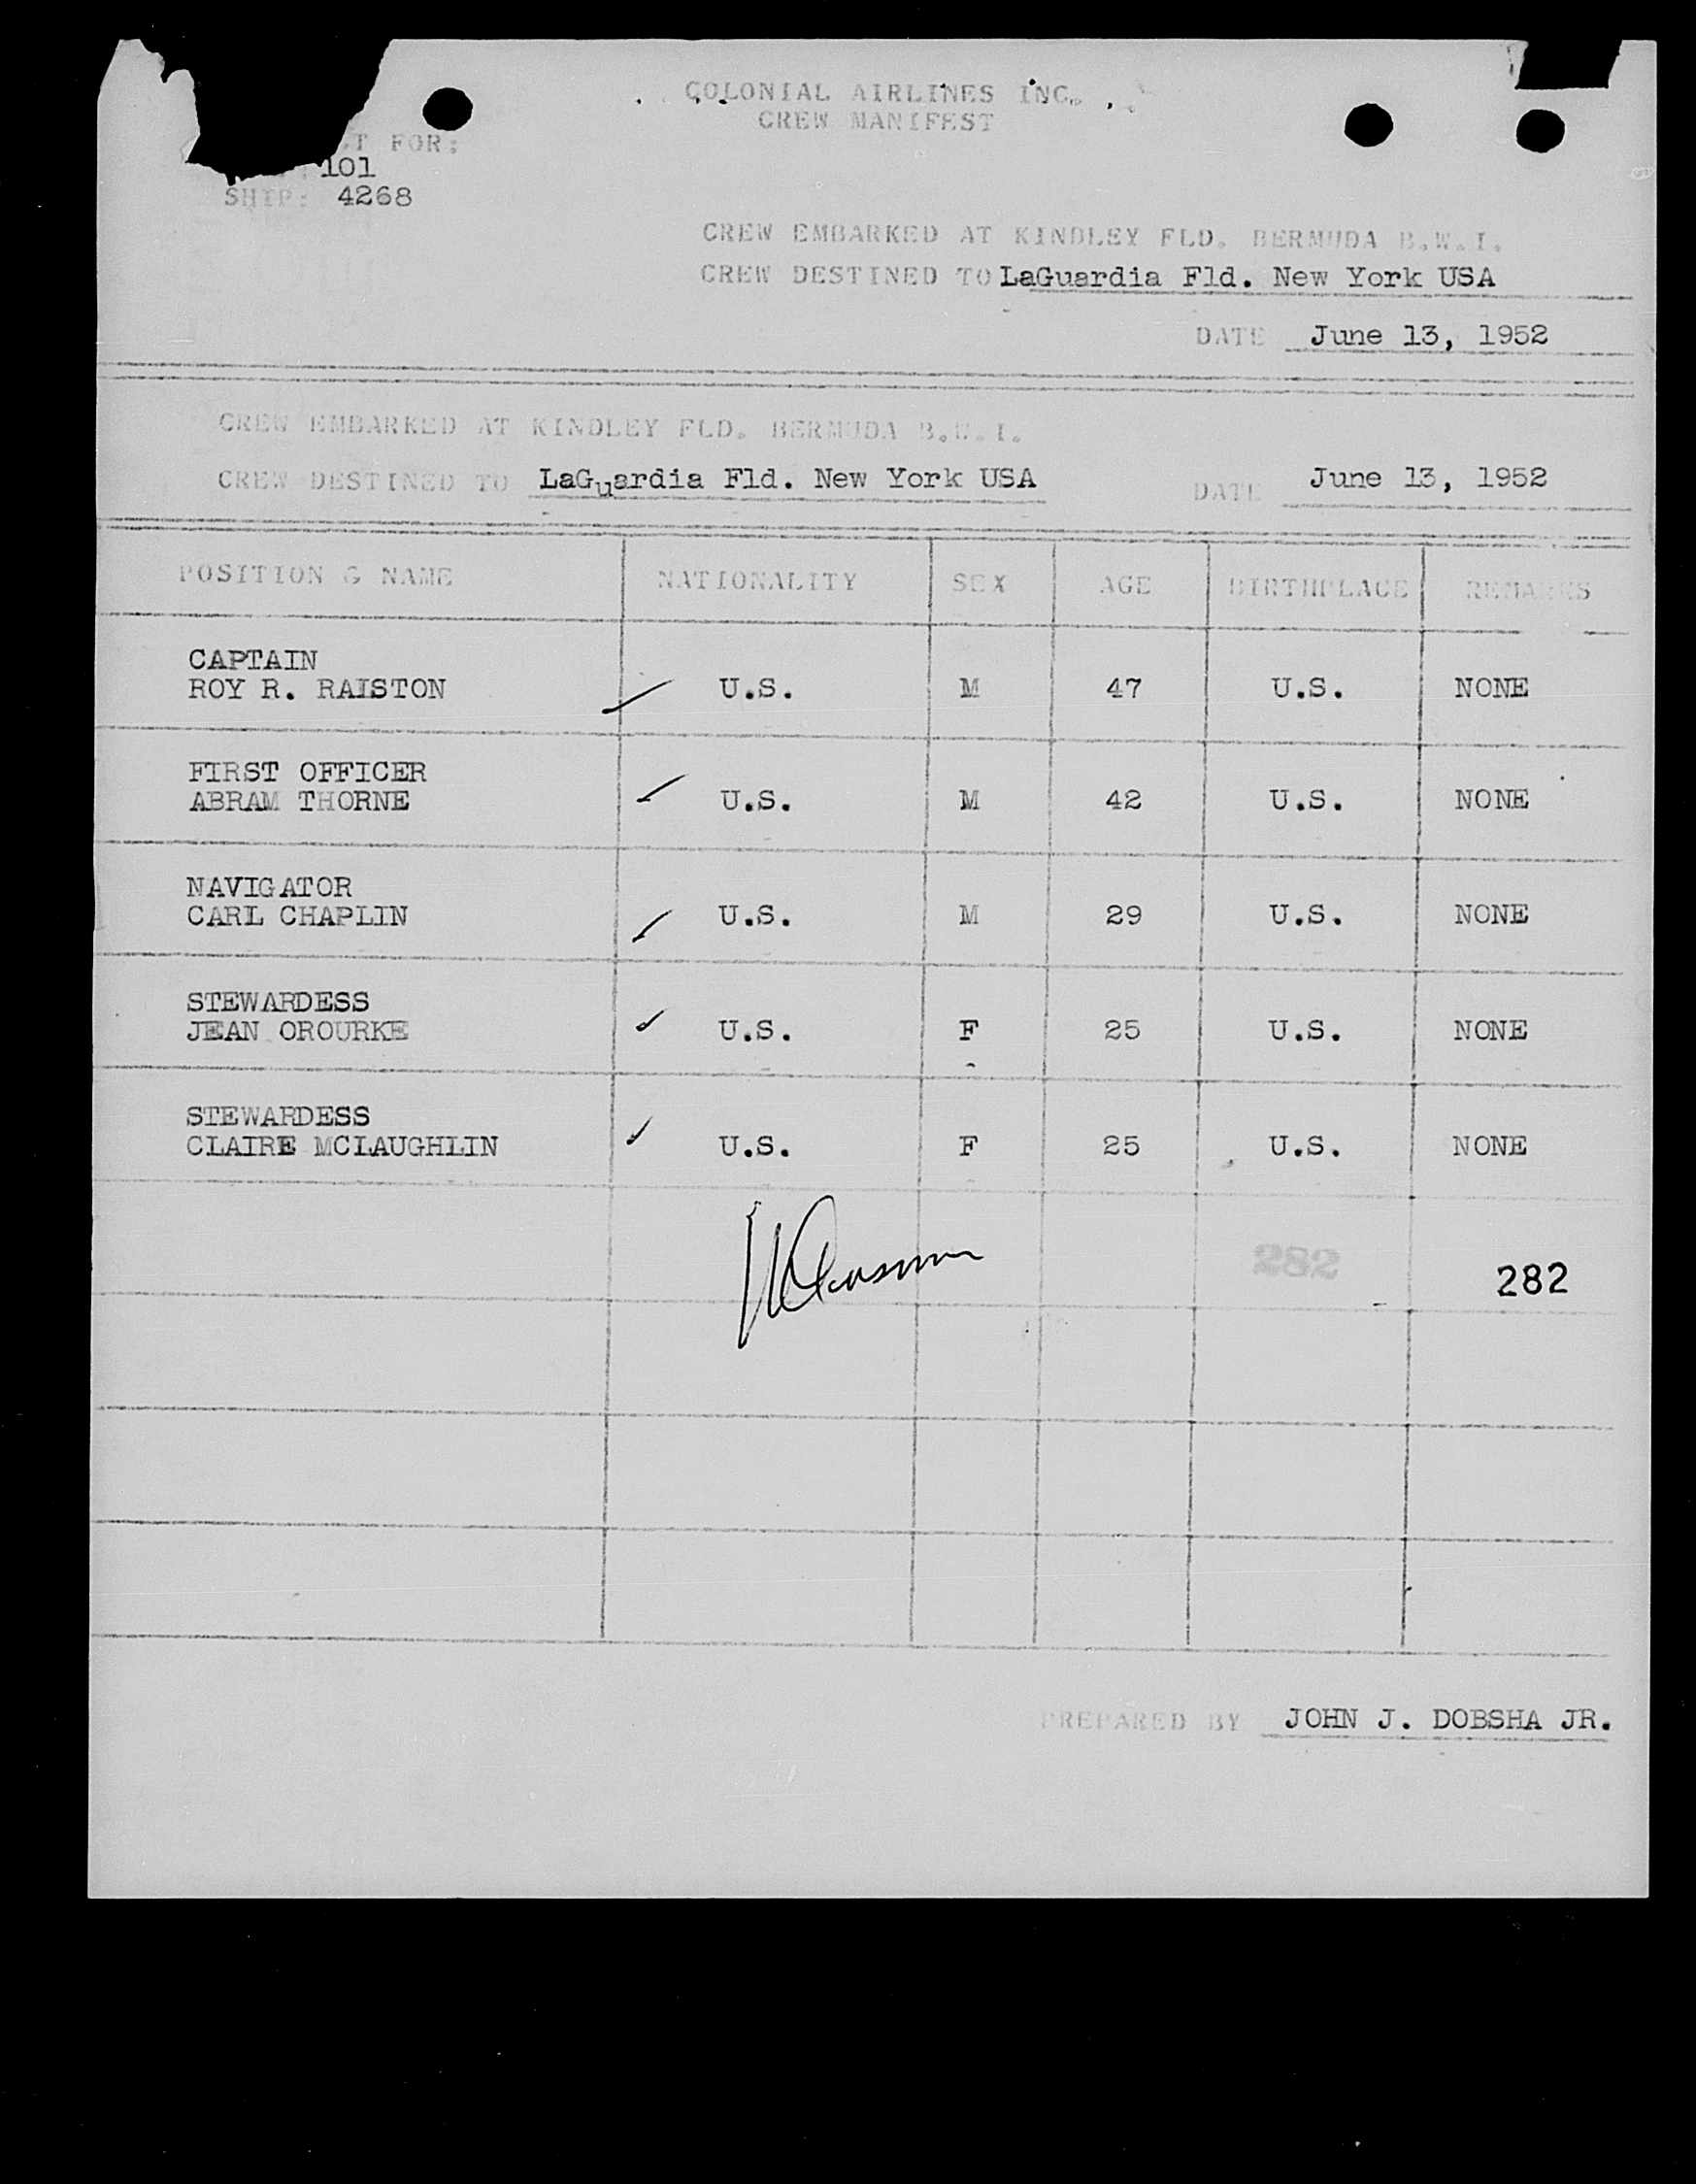 COLONIAL AIRLINES INC.
CREW MANIFEST
T FOR:
101
SHIP: 4268
CREW EMBARKED AT KINDLEY FLD. BERMUDA B.W.I.
CREW DESTINED TO LaGuardia Fld. New York USA
DATE June 13, 1952
CREW EMBARKED AT KINDLEY FLD. BERMUDA B.W.I.
CREW DESTINED TO LaGuardia Fld. New York USA DATE June 13, 1952
POSITION & NAME NATIONALITY SEX AGE BIRTHPLACE REMARKS
CAPTAIN
ROY R. RALSTON U.S. M 47 U.S. NONE
FIRST OFFICER
ABRAM THORNE U.S. M 42 U.S. NONE
NAVIGATOR
CARL CHAPLIN U.S. M 29 U.S. NONE
STEWARDESS
JEAN OROURKE U.S. F 25 U.S. NONE
STEWARDESS
CLAIRE MCLAUGHLIN U.S. F 25 U.S. NONE
282
PREPARED BY JOHN J. DOBSHA JR.